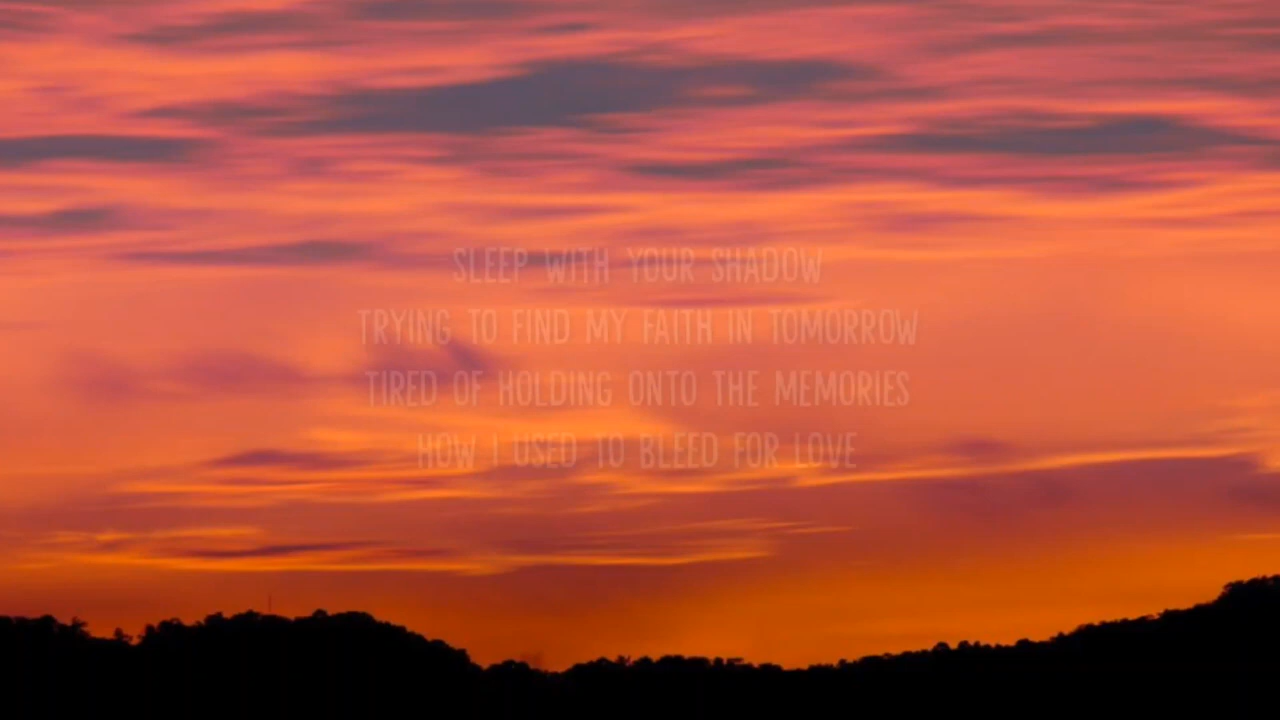 SLEEP WITH YOUR SHADOW
TRYING TO FIND MY FAITH IN TOMORROW
TIRED OF HOLDING ONTO THE MEMORIES
HOW I USED TO BLEED FOR LOVE